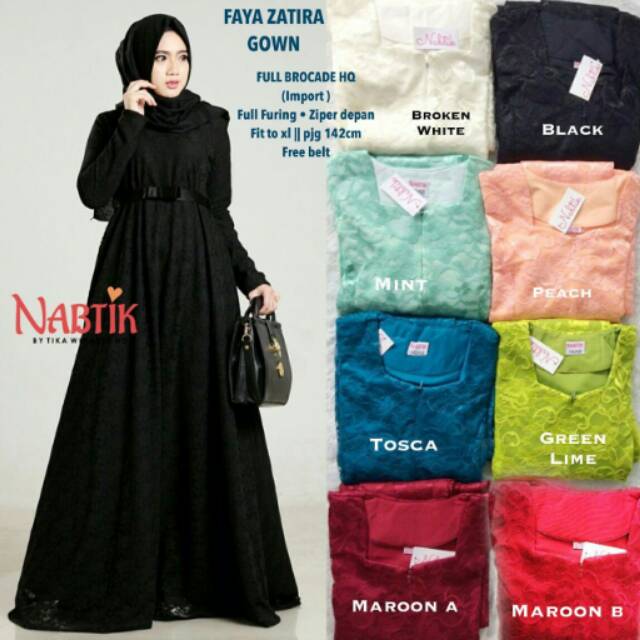 FAYA ZATIRA
GOWN
FULL BROCADE HQ
(Import )
Full Furing • Ziper depan
Fit to xl || pjg 142cm
Free belt
NABTIK
BY TIKA
BROKEN
WHITE
BLACK
MINT
PEACH
TOSCA
GREEN
LIME
MAROON A
MAROON B